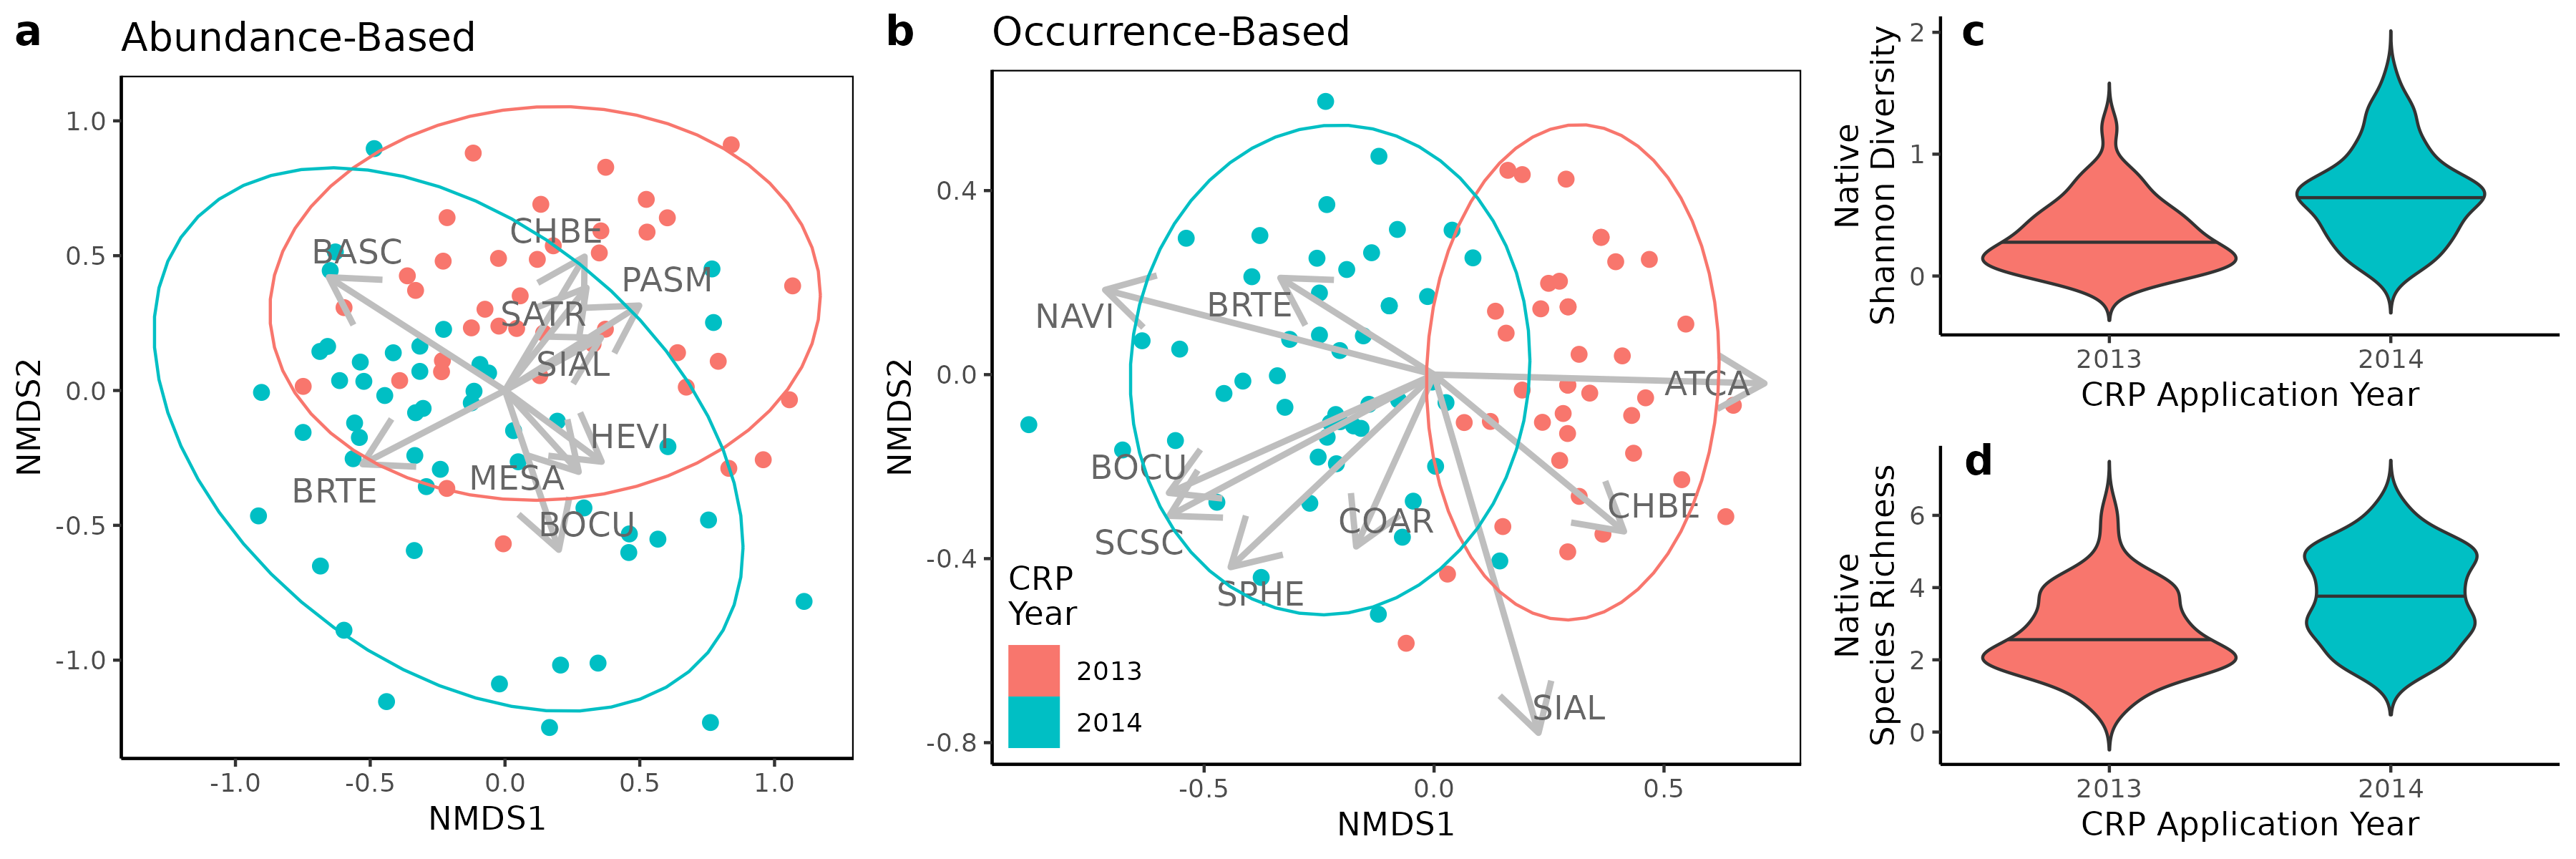 a
Abundance-Based
NMDS2
1.0
0.5
0.0
-0.5
-1.0
BASC
CHBE
PASM
SATR
SIAL
HEVI
MESA
BRTE
BOCU
-1.0
-0.5
0.0
0.5
1.0
NMDS1
b
Occurrence-Based
NMDS2
0.4
0.0
-0.4
-0.8
NAVI
BRTE
ATCA
BOCU
SCSC
COAR
CHBE
SPHE
SIAL
CRP
Year
2013
2014
-0.5
0.0
0.5
NMDS1
c
Native
Shannon Diversity
2
1
0
2013
2014
CRP Application Year
d
Native
Species Richness
6
4
2
0
2013
2014
CRP Application Year